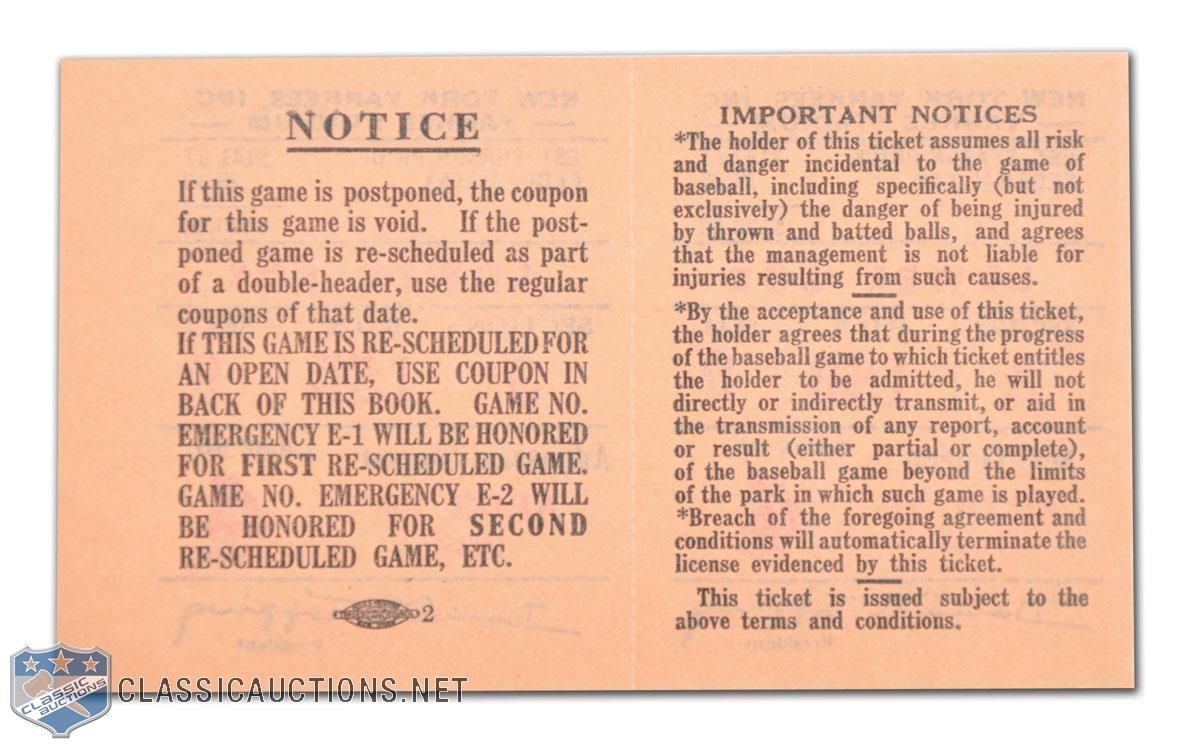 NOTICE
If this game is postponed, the coupon
for this game is void. If the post-
poned game is re-scheduled as part
of a double-header, use the regular
coupons of that date.
If THIS GAME IS RE-SCHEDULED FOR
AN OPEN DATE, USE COUPON IN
BACK OF THIS BOOK. GAME NO.
EMERGENCY E-1 WILL BE HONORED
FOR FIRST RE-SCHEDULED GAME.
GAME NO. EMERGENCY E-2 WILL
BE HONORED FOR SECOND
RE-SCHEDULED GAME, ETC.
2
IMPORTANT NOTICES
*The holder of this ticket assumes all risk
and danger incidental to the game of
baseball, including specifically (but not
exclusively) the danger of being injured
by thrown and batted balls, and agrees
that the management is not liable for
injuries resulting from such causes.
*By the acceptance and use of this ticket,
the holder agrees that during the progress
of the baseball game to which ticket entitles
the holder to be admitted, he will not
directly or indirectly transmit, or aid in
the transmission of any report, account
or result (either partial or complete),
of the baseball game beyond the limits
of the park in which such game is played.
*Breach of the foregoing agreement and
conditions will automatically terminate the
license evidenced by this ticket.
This ticket is issued subject to the
above terms and conditions.
CLASSIC
AUCTIONS
CLASSICAUCTIONS.NET